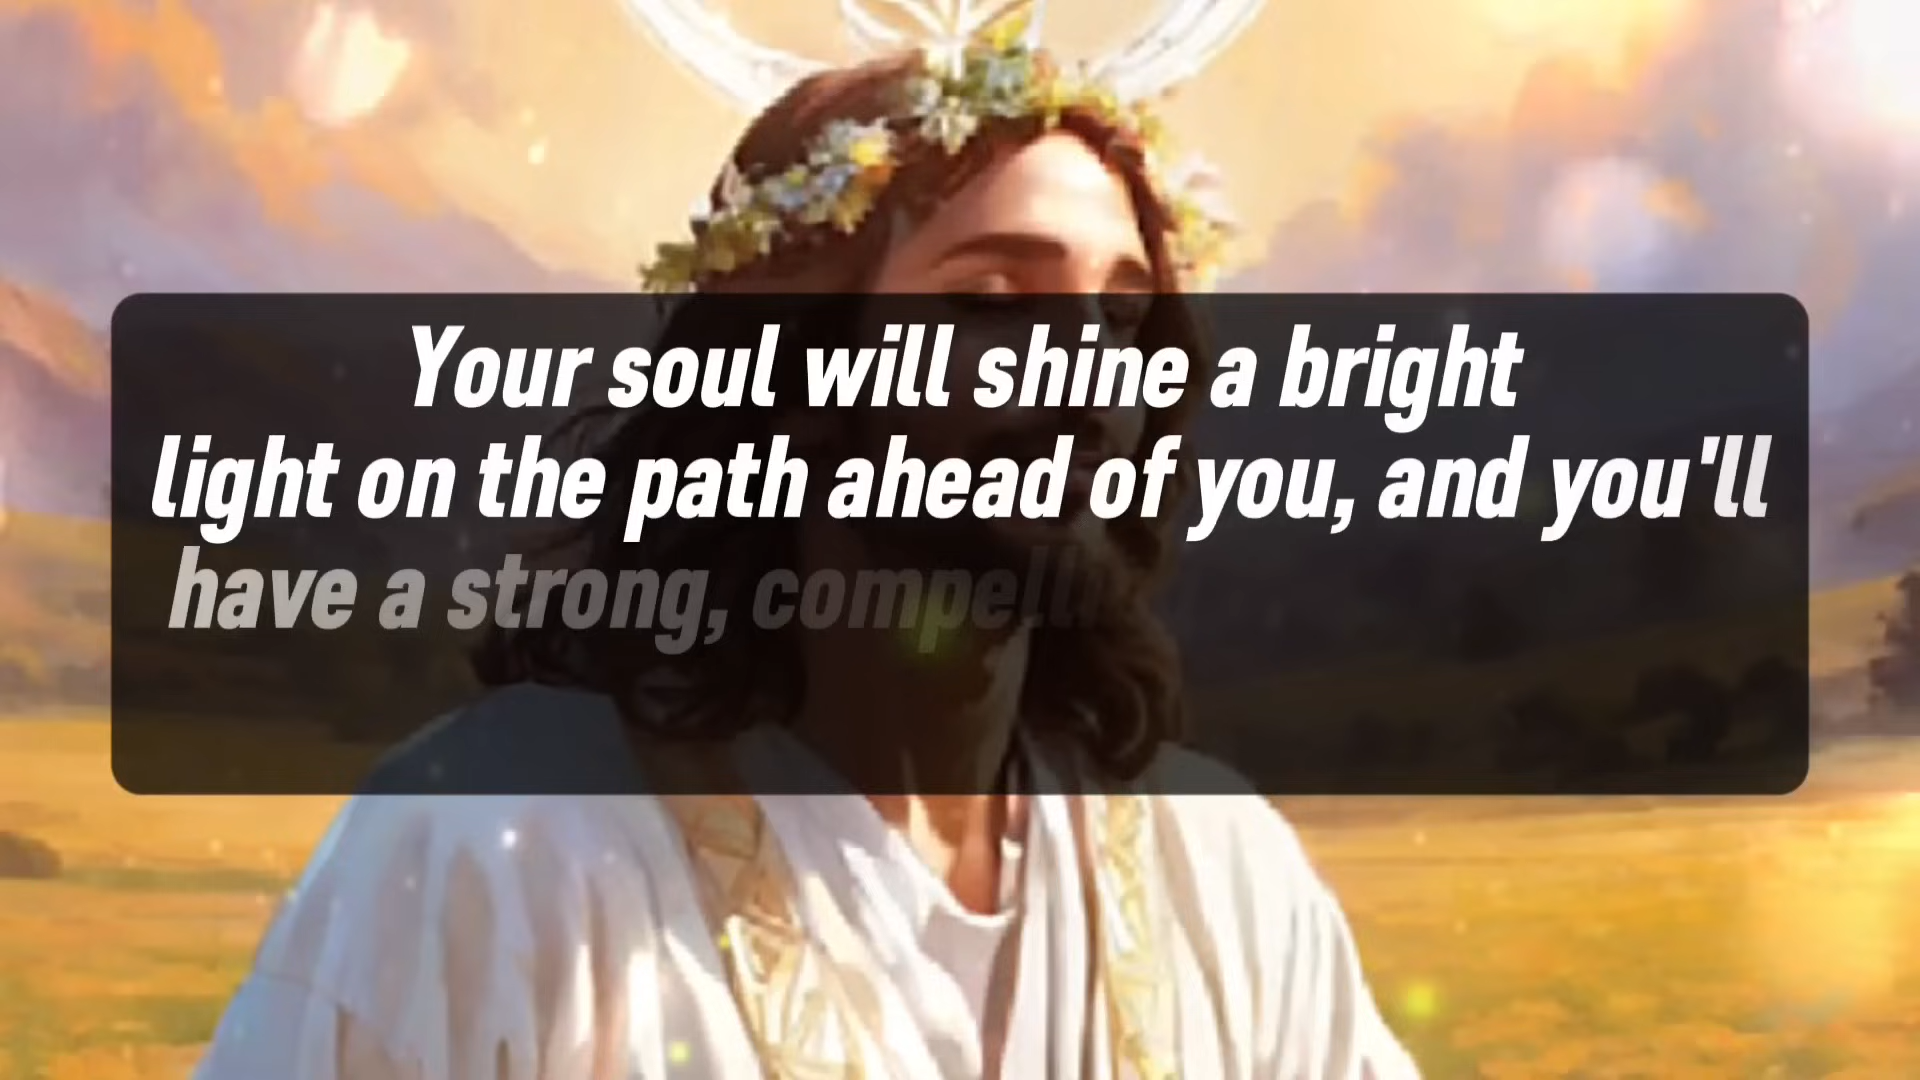 Your soul will shine a bright
light on the path ahead of you, and you'll
have a strong,